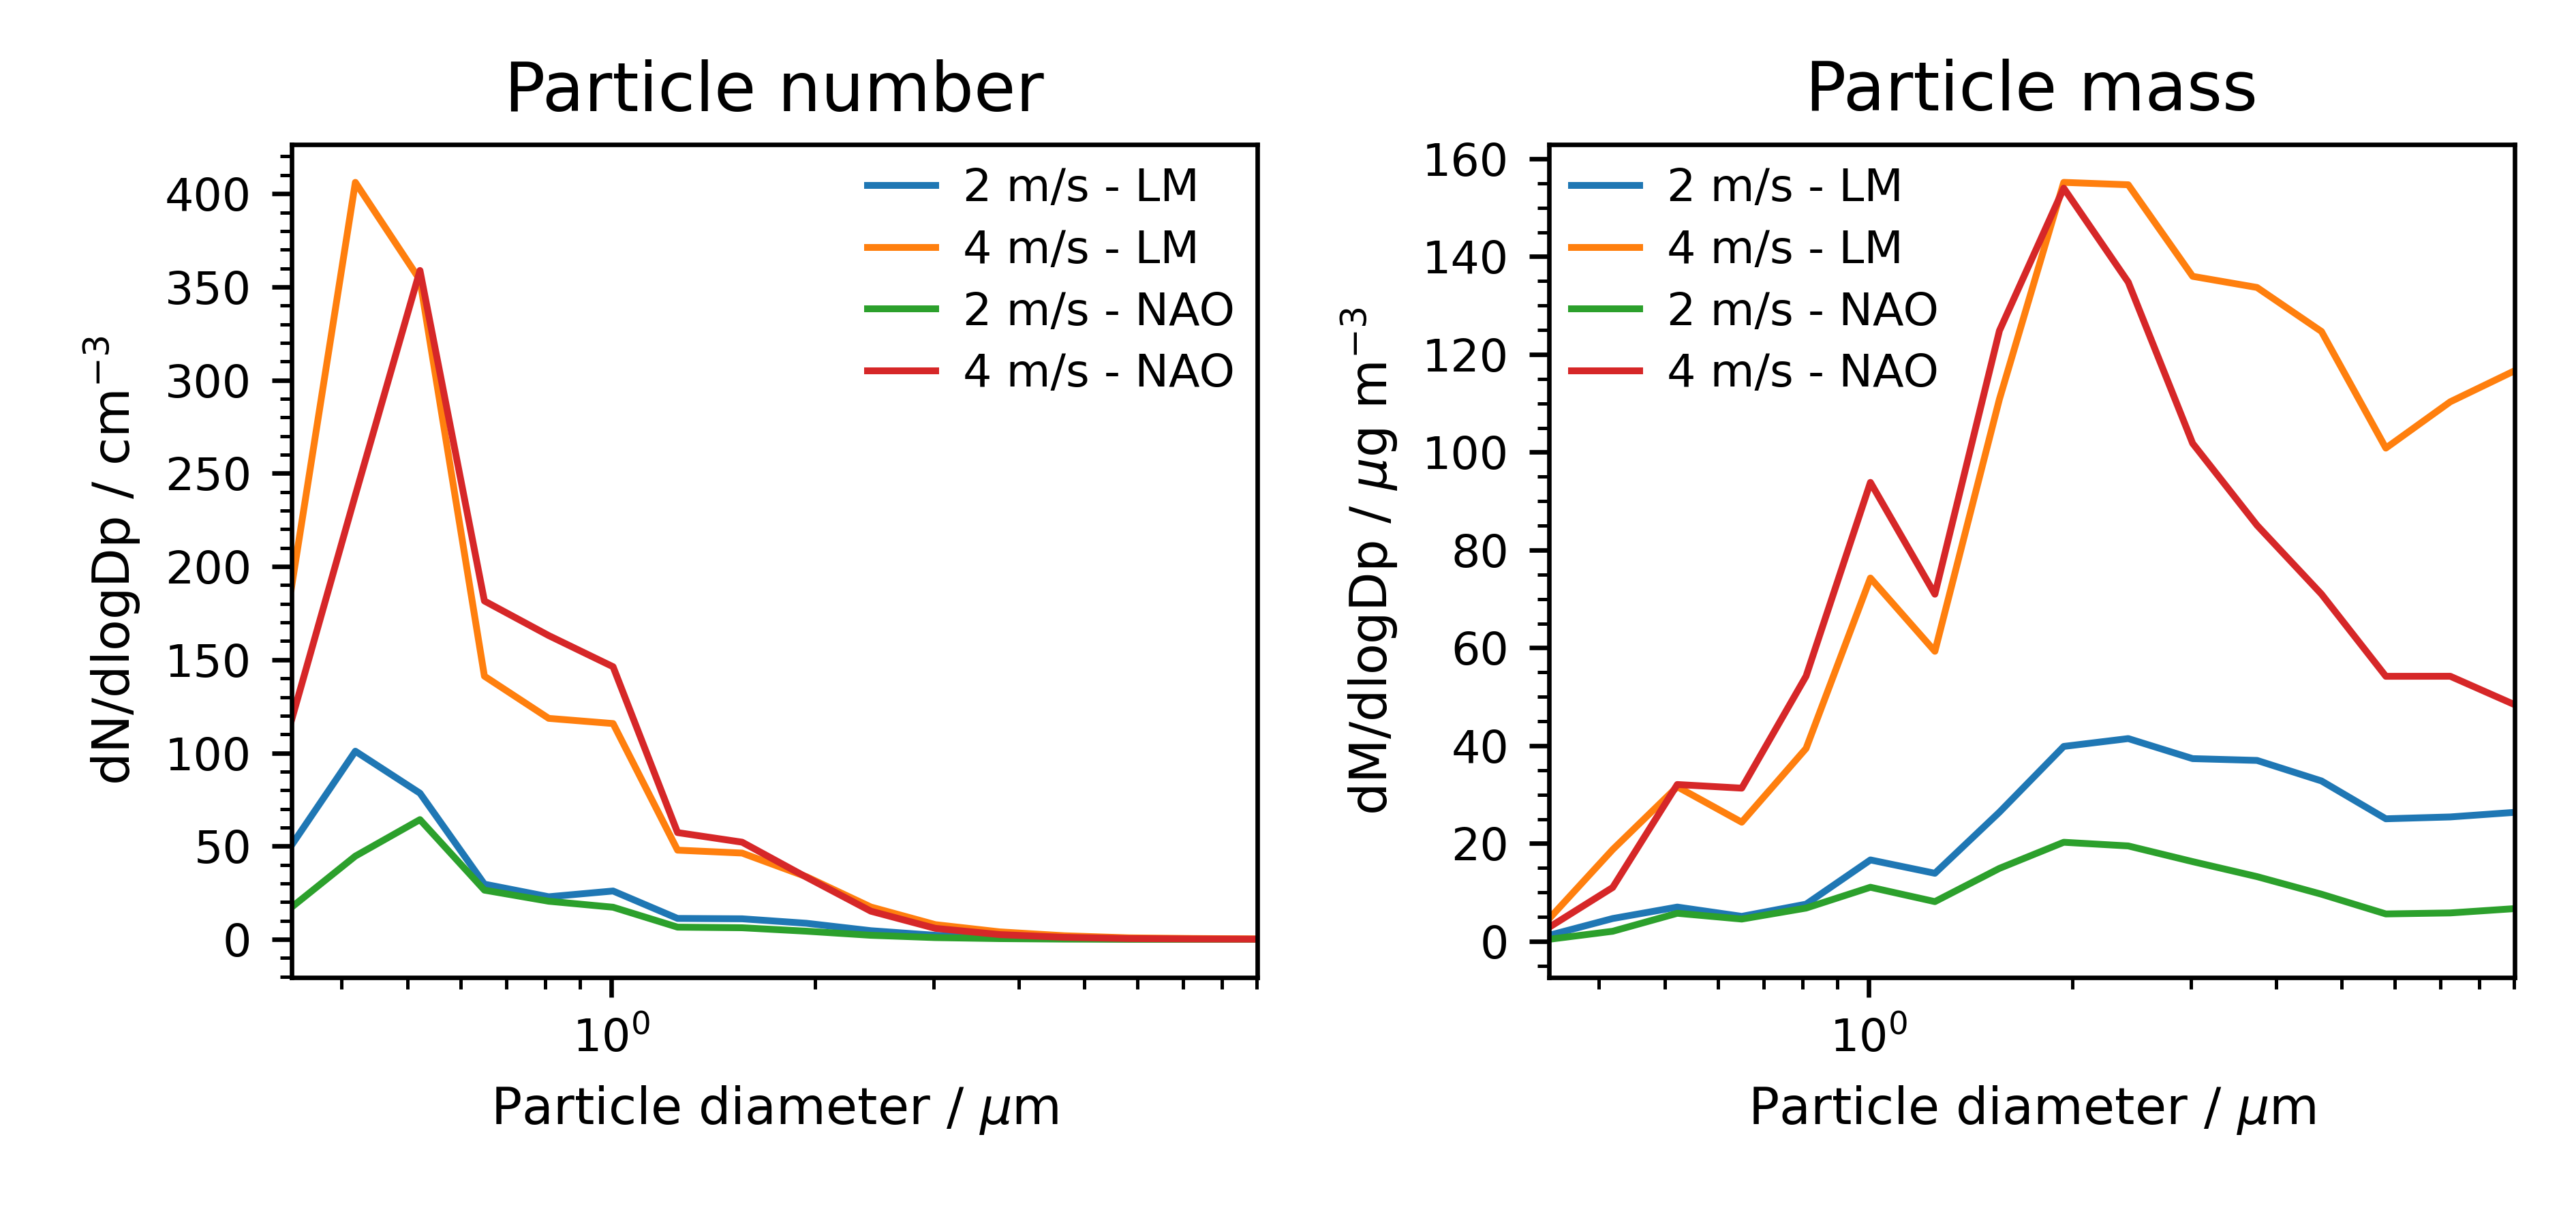 Particle number
dN/dlogDp / cm⁻³
400
350
300
250
200
150
100
50
0
2 m/s - LM
4 m/s - LM
2 m/s - NAO
4 m/s - NAO
10⁰
Particle diameter / μm
Particle mass
dM/dlogDp / μg m⁻³
160
140
120
100
80
60
40
20
0
2 m/s - LM
4 m/s - LM
2 m/s - NAO
4 m/s - NAO
10⁰
Particle diameter / μm